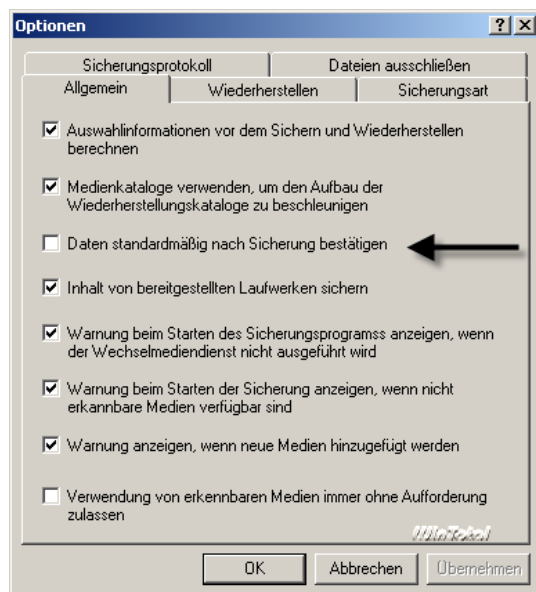 Optionen
Sicherungsprotokoll
Dateien ausschließen
Allgemein
Wiederherstellen
Sicherungsart
Auswahlinformationen vor dem Sichern und Wiederherstellen
berechnen
Medienkataloge verwenden, um den Aufbau der
Wiederherstellungskataloge zu beschleunigen
Daten standardmäßig nach Sicherung bestätigen
Inhalt von bereitgestellten Laufwerken sichern
Warnung beim Starten des Sicherungsprogramss anzeigen, wenn
der Wechselmediendienst nicht ausgeführt wird
Warnung beim Starten der Sicherung anzeigen, wenn nicht
erkannbare Medien verfügbar sind
Warnung anzeigen, wenn neue Medien hinzugefügt werden
Verwendung von erkennbaren Medien immer ohne Aufforderung
zulassen
WinTotal
OK
Abbrechen
Übernehmen